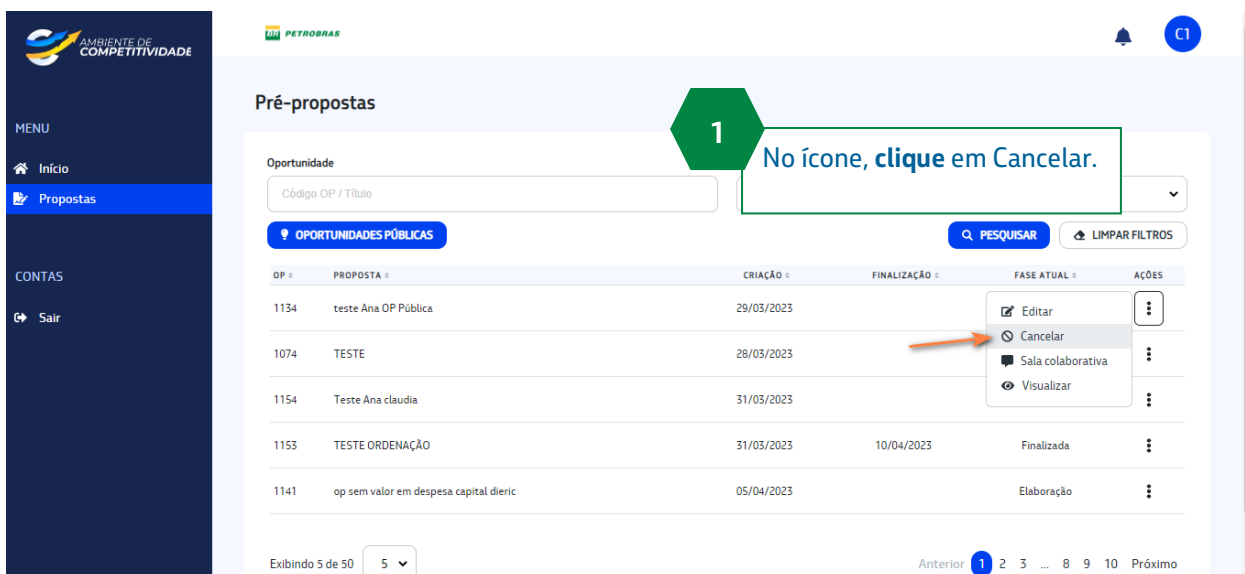 AMBIENTE DE
COMPETITIVIDADE
BR PETROBRAS
C1
Pré-propostas
MENU
Início
Propostas
CONTAS
Sair
1
No ícone, clique em Cancelar.
Oportunidade
Código OP / Título
OPORTUNIDADES PÚBLICAS
PESQUISAR
LIMPAR FILTROS
OP PROPOSTA CRIAÇÃO FINALIZAÇÃO FASE ATUAL AÇÕES
1134 teste Ana OP Pública 29/03/2023
Editar
Cancelar
Sala colaborativa
Visualizar
1074 TESTE 28/03/2023
1154 Teste Ana claudia 31/03/2023
1153 TESTE ORDENAÇÃO 31/03/2023 10/04/2023 Finalizada
1141 op sem valor em despesa capital dieric 05/04/2023 Elaboração
Exibindo 5 de 50 5
Anterior 1 2 3 ... 8 9 10 Próximo